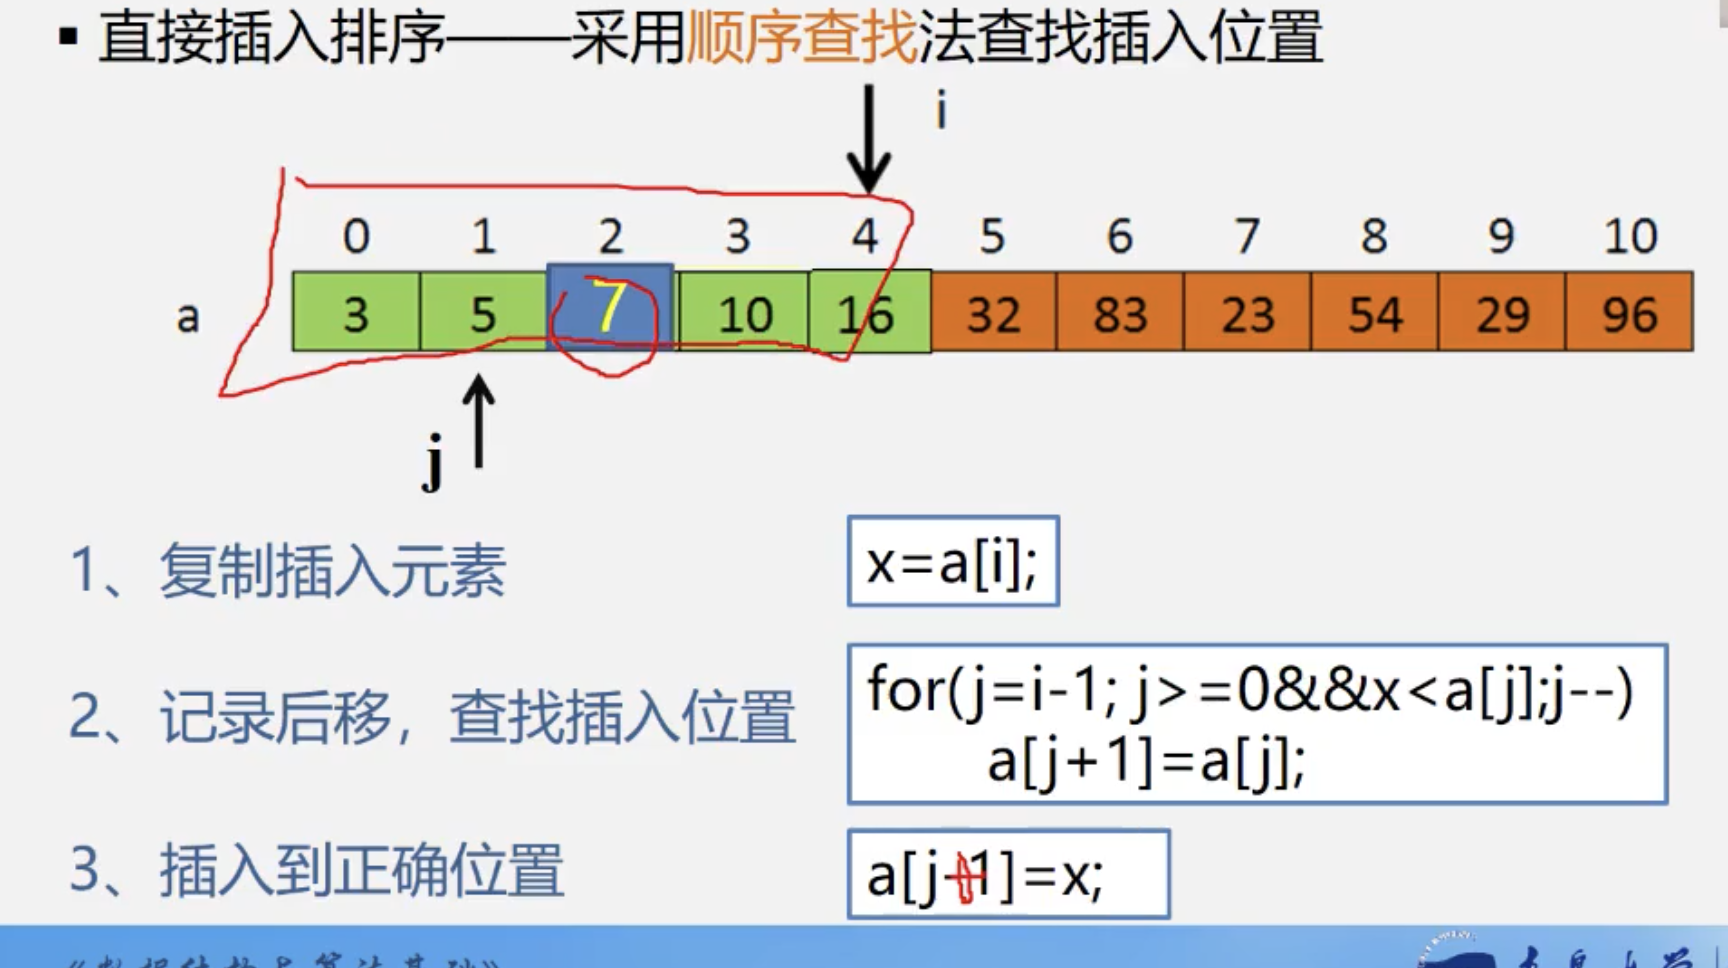 ▪ 直接插入排序——采用顺序查找法查找插入位置
i
0 1 2 3 4 5 6 7 8 9 10
a 3 5 7 10 16 32 83 23 54 29 96
j
1、复制插入元素 x=a[i];
2、记录后移，查找插入位置 for(j=i-1; j>=0&&x<a[j];j--)
a[j+1]=a[j];
3、插入到正确位置 a[j+1]=x;